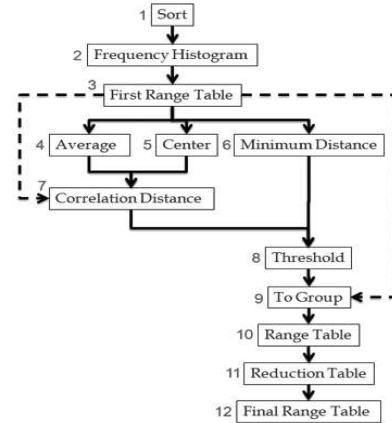 1 Sort
2 Frequency Histogram
3 First Range Table
4 Average 5 Center 6 Minimum Distance
7 Correlation Distance
8 Threshold
9 To Group
10 Range Table
11 Reduction Table
12 Final Range Table